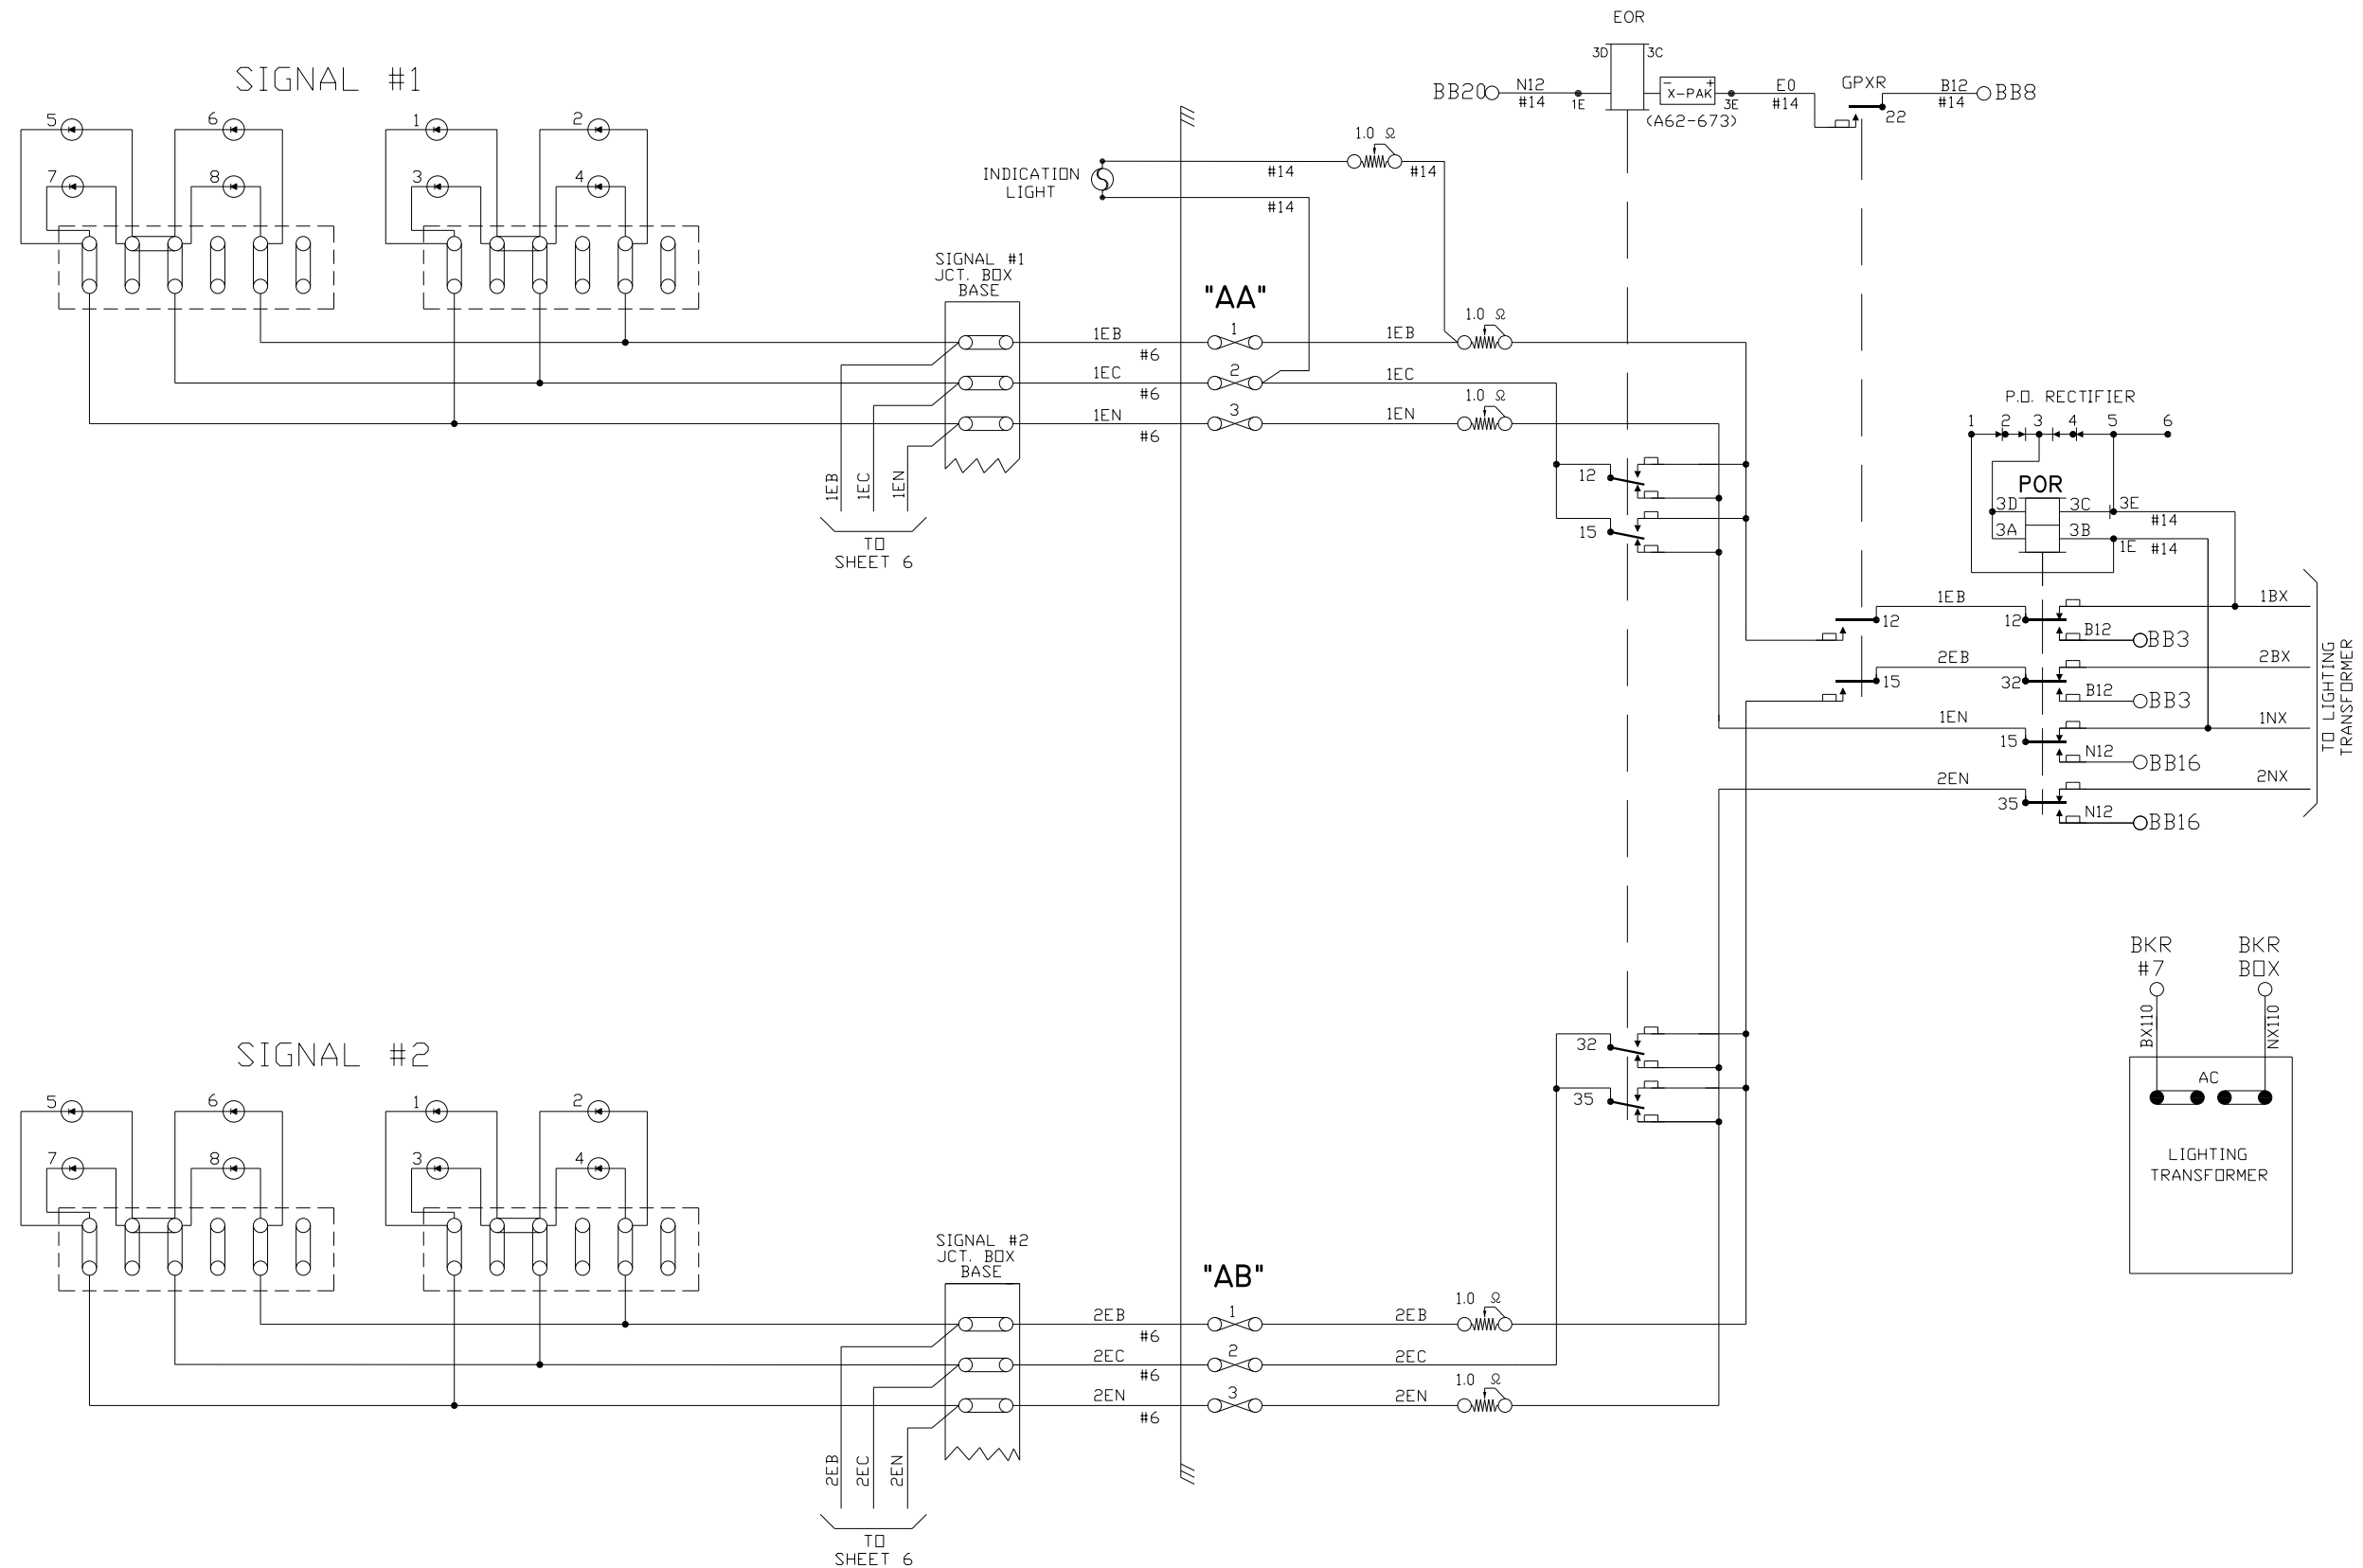 EOR
3D 3C
BB20 N12 #14 1E
- X-PAK +
3E
(A62-673)
E0 #14
GPXR
22
B12 #14 BB8
SIGNAL #1
5 6 1 2
7 8 3 4
INDICATION
LIGHT
#14
1.0 Ω
#14
#14
SIGNAL #1
JCT. BOX
BASE
"AA"
1EB #6 1 1EB 1.0 Ω
1EC #6 2 1EC
1EN #6 3 1EN 1.0 Ω
1EB 1EC 1EN
TO
SHEET 6
12
15
P.O. RECTIFIER
1 2 3 4 5 6
POR
3D 3C 3E #14
3A 3B 1E #14
12 1EB 12 1BX
B12 BB3
15 2EB 32 2BX
B12 BB3
1EN 15 1NX
N12 BB16
2EN 35 2NX
N12 BB16
TO LIGHTING
TRANSFORMER
BKR
#7
BKR
BOX
BX110 NX110
AC
LIGHTING
TRANSFORMER
32
35
SIGNAL #2
5 6 1 2
7 8 3 4
SIGNAL #2
JCT. BOX
BASE
"AB"
2EB #6 1 2EB 1.0 Ω
2EC #6 2 2EC
2EN #6 3 2EN 1.0 Ω
2EB 2EC 2EN
TO
SHEET 6